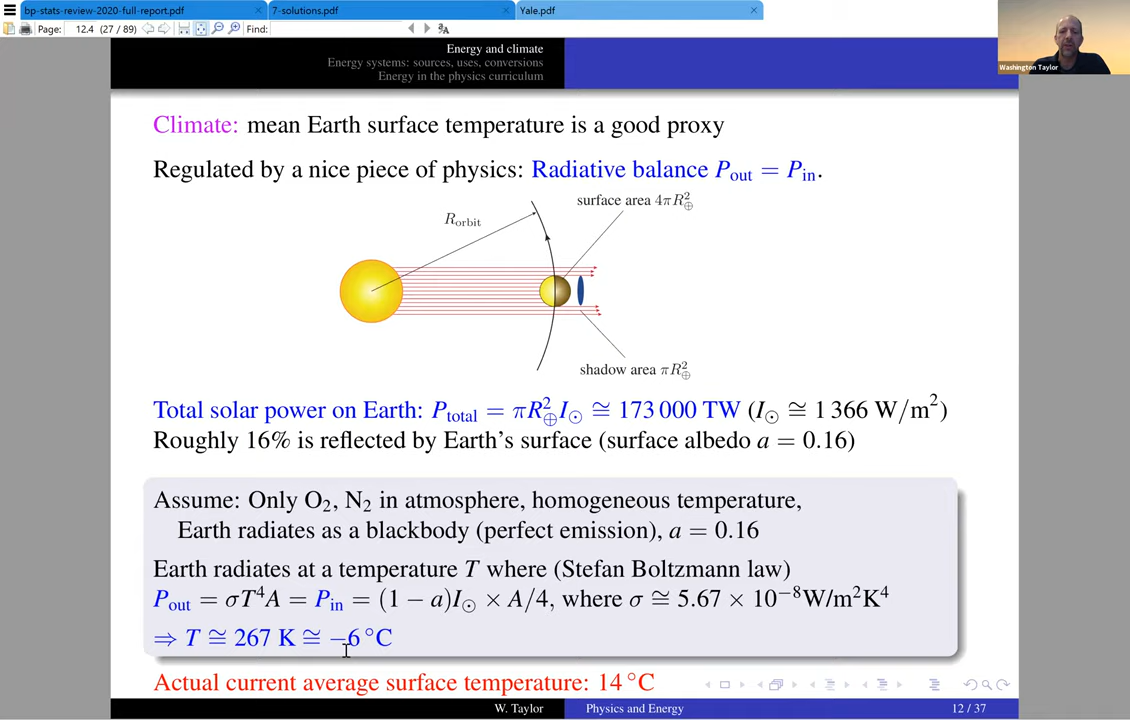 bp-stats-review-2020-full-report.pdf
7-solutions.pdf
Yale.pdf
Page: 12.4 (27 / 89) Find:
Washington Taylor
Energy and climate
Energy systems: sources, uses, conversions
Energy in the physics curriculum
Climate: mean Earth surface temperature is a good proxy
Regulated by a nice piece of physics: Radiative balance P_out = P_in.
surface area 4πR²_⊕
R_orbit
shadow area πR²_⊕
Total solar power on Earth: P_total = πR²_⊕I_⊙ ≅ 173 000 TW (I_⊙ ≅ 1 366 W/m²)
Roughly 16% is reflected by Earth's surface (surface albedo a = 0.16)
Assume: Only O₂, N₂ in atmosphere, homogeneous temperature,
Earth radiates as a blackbody (perfect emission), a = 0.16
Earth radiates at a temperature T where (Stefan Boltzmann law)
P_out = σT⁴A = P_in = (1 − a)I_⊙ × A/4, where σ ≅ 5.67 × 10⁻⁸W/m²K⁴
⇒ T ≅ 267 K ≅ −6 °C
Actual current average surface temperature: 14 °C
W. Taylor
Physics and Energy
12 / 37